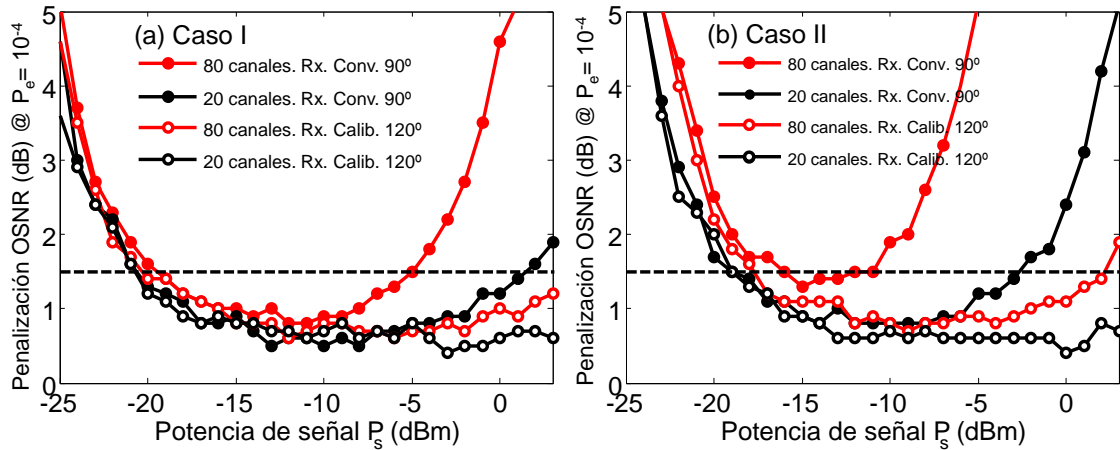 (a) Caso I
80 canales. Rx. Conv. 90º
20 canales. Rx. Conv. 90º
80 canales. Rx. Calib. 120º
20 canales. Rx. Calib. 120º
Penalización OSNR (dB) @ Pe= 10-4
5
4
3
2
1
0
-25 -20 -15 -10 -5 0
Potencia de señal Ps (dBm)
(b) Caso II
80 canales. Rx. Conv. 90º
20 canales. Rx. Conv. 90º
80 canales. Rx. Calib. 120º
20 canales. Rx. Calib. 120º
Penalización OSNR (dB) @ Pe= 10-4
5
4
3
2
1
0
-25 -20 -15 -10 -5 0
Potencia de señal Ps (dBm)